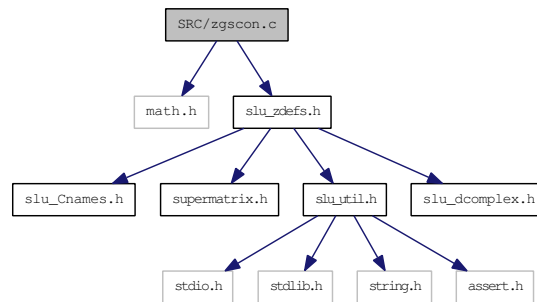 SRC/zgscon.c
math.h
slu_zdefs.h
slu_Cnames.h
supermatrix.h
slu_util.h
slu_dcomplex.h
stdio.h
stdlib.h
string.h
assert.h